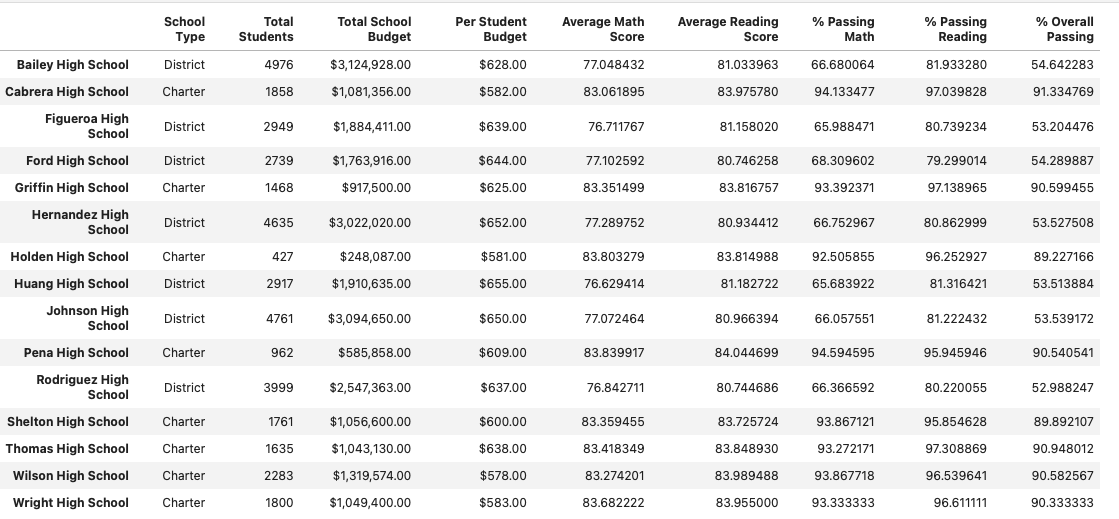 School Type Total Students Total School Budget Per Student Budget Average Math Score Average Reading Score % Passing Math % Passing Reading % Overall Passing
Bailey High School District 4976 $3,124,928.00 $628.00 77.048432 81.033963 66.680064 81.933280 54.642283
Cabrera High School Charter 1858 $1,081,356.00 $582.00 83.061895 83.975780 94.133477 97.039828 91.334769
Figueroa High School District 2949 $1,884,411.00 $639.00 76.711767 81.158020 65.988471 80.739234 53.204476
Ford High School District 2739 $1,763,916.00 $644.00 77.102592 80.746258 68.309602 79.299014 54.289887
Griffin High School Charter 1468 $917,500.00 $625.00 83.351499 83.816757 93.392371 97.138965 90.599455
Hernandez High School District 4635 $3,022,020.00 $652.00 77.289752 80.934412 66.752967 80.862999 53.527508
Holden High School Charter 427 $248,087.00 $581.00 83.803279 83.814988 92.505855 96.252927 89.227166
Huang High School District 2917 $1,910,635.00 $655.00 76.629414 81.182722 65.683922 81.316421 53.513884
Johnson High School District 4761 $3,094,650.00 $650.00 77.072464 80.966394 66.057551 81.222432 53.539172
Pena High School Charter 962 $585,858.00 $609.00 83.839917 84.044699 94.594595 95.945946 90.540541
Rodriguez High School District 3999 $2,547,363.00 $637.00 76.842711 80.744686 66.366592 80.220055 52.988247
Shelton High School Charter 1761 $1,056,600.00 $600.00 83.359455 83.725724 93.867121 95.854628 89.892107
Thomas High School Charter 1635 $1,043,130.00 $638.00 83.418349 83.848930 93.272171 97.308869 90.948012
Wilson High School Charter 2283 $1,319,574.00 $578.00 83.274201 83.989488 93.867718 96.539641 90.582567
Wright High School Charter 1800 $1,049,400.00 $583.00 83.682222 83.955000 93.333333 96.611111 90.333333